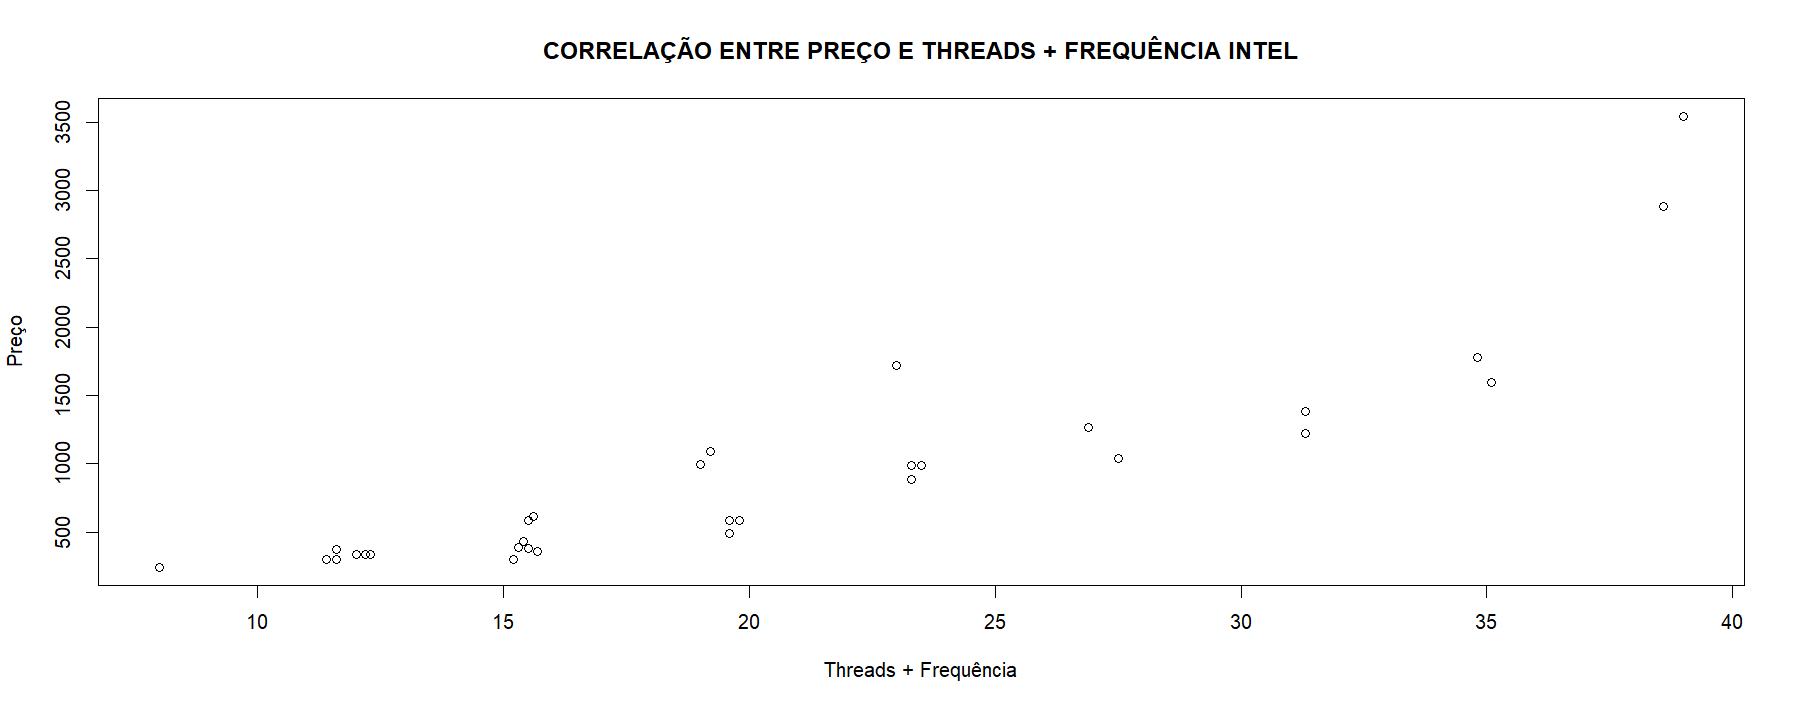 CORRELAÇÃO ENTRE PREÇO E THREADS + FREQUÊNCIA INTEL
Preço
3500
3000
2500
2000
1500
1000
500
10 15 20 25 30 35 40
Threads + Frequência